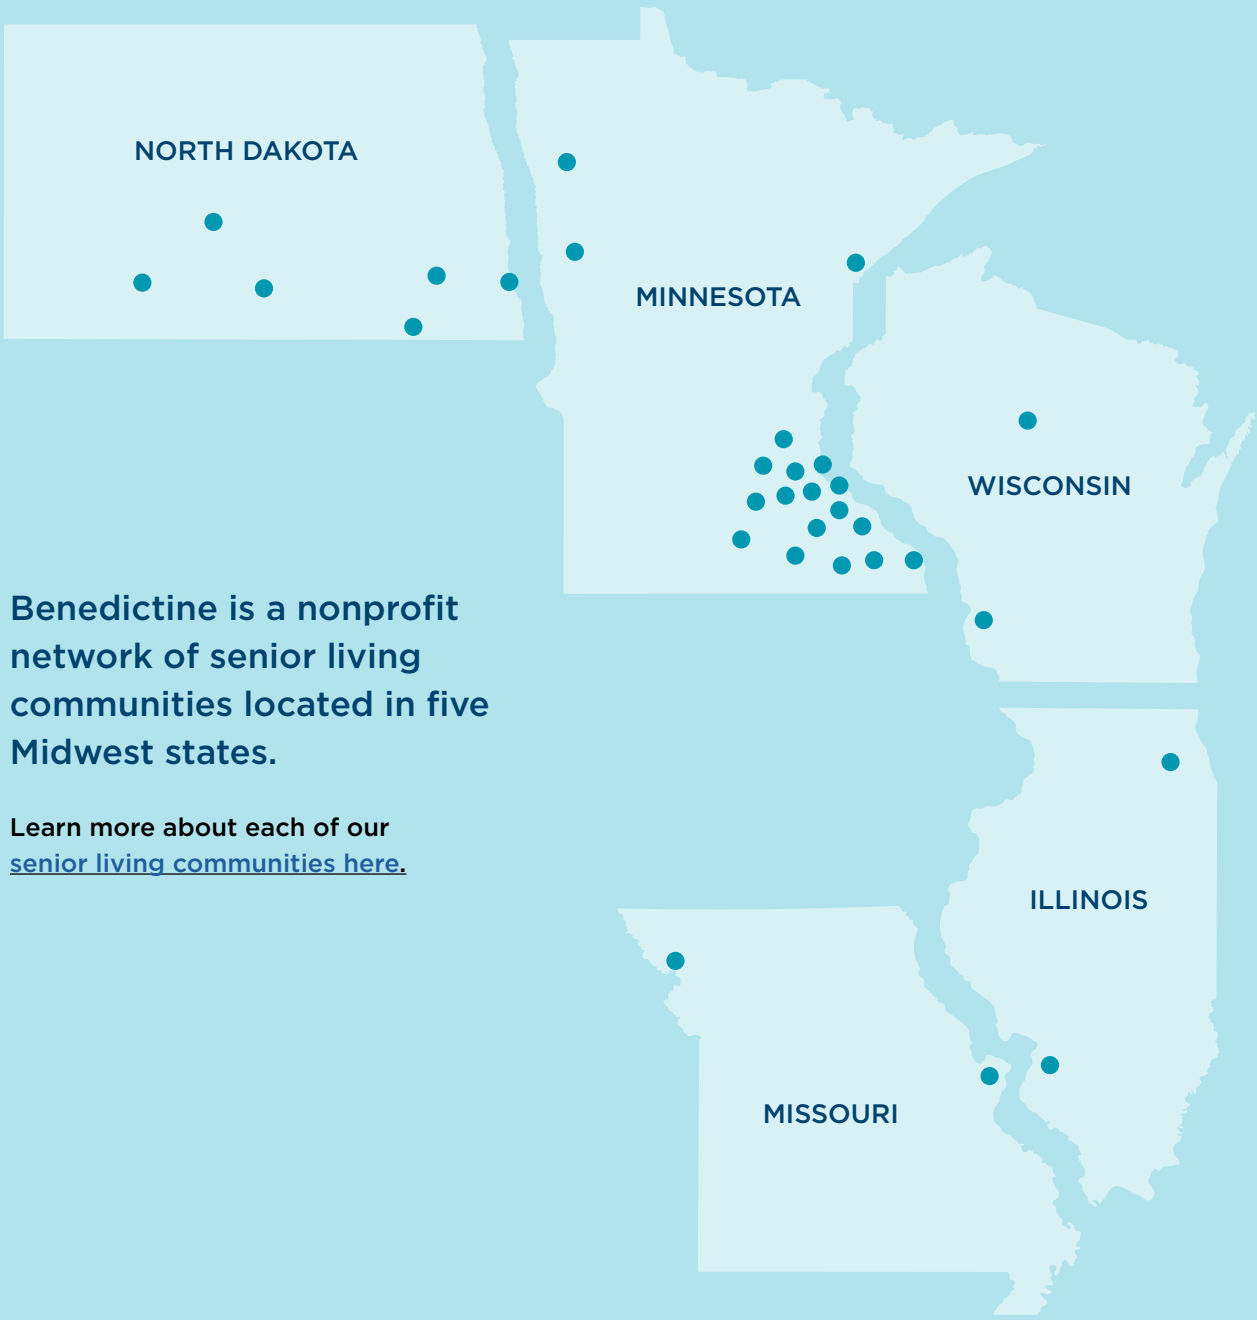 NORTH DAKOTA
MINNESOTA
WISCONSIN
Benedictine is a nonprofit
network of senior living
communities located in five
Midwest states.
Learn more about each of our
senior living communities here.
ILLINOIS
MISSOURI